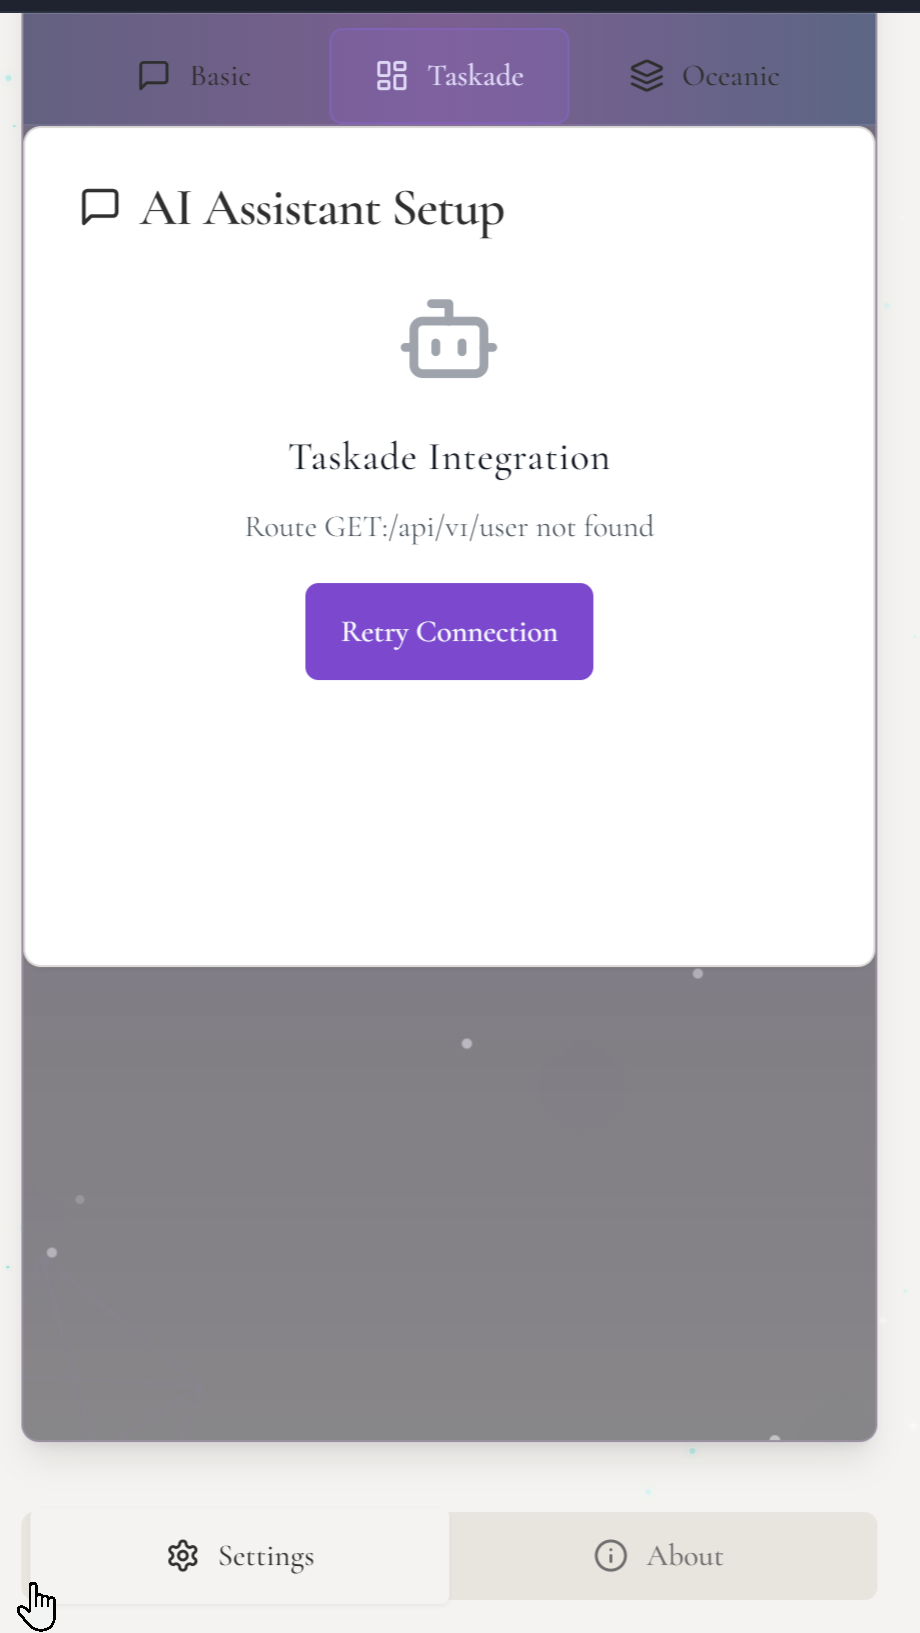 Basic
Taskade
Oceanic
AI Assistant Setup
Taskade Integration
Route GET:/api/v1/user not found
Retry Connection
Settings
About